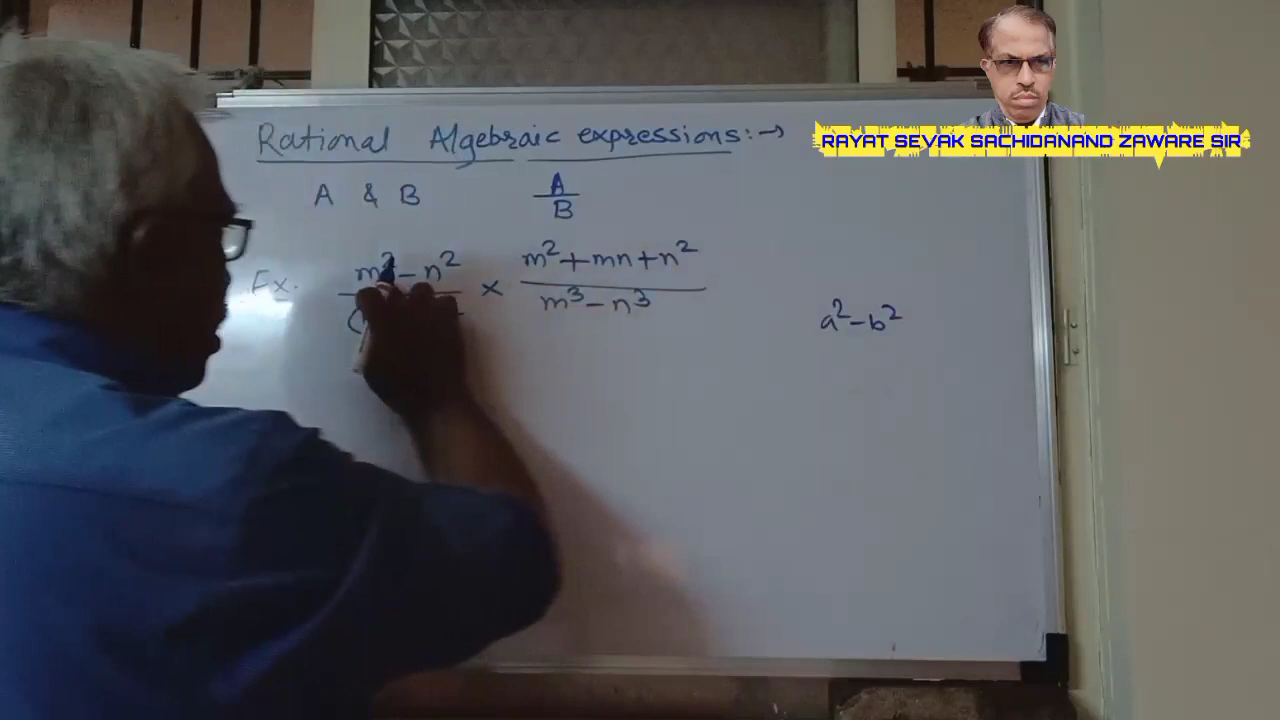 Rational Algebraic expressions:→
RAYAT SEVAK SACHIDANAND ZAWARE SIR
A & B A/B
Ex. m² - n² / ( × m² + mn + n² / m³ - n³
a² - b²